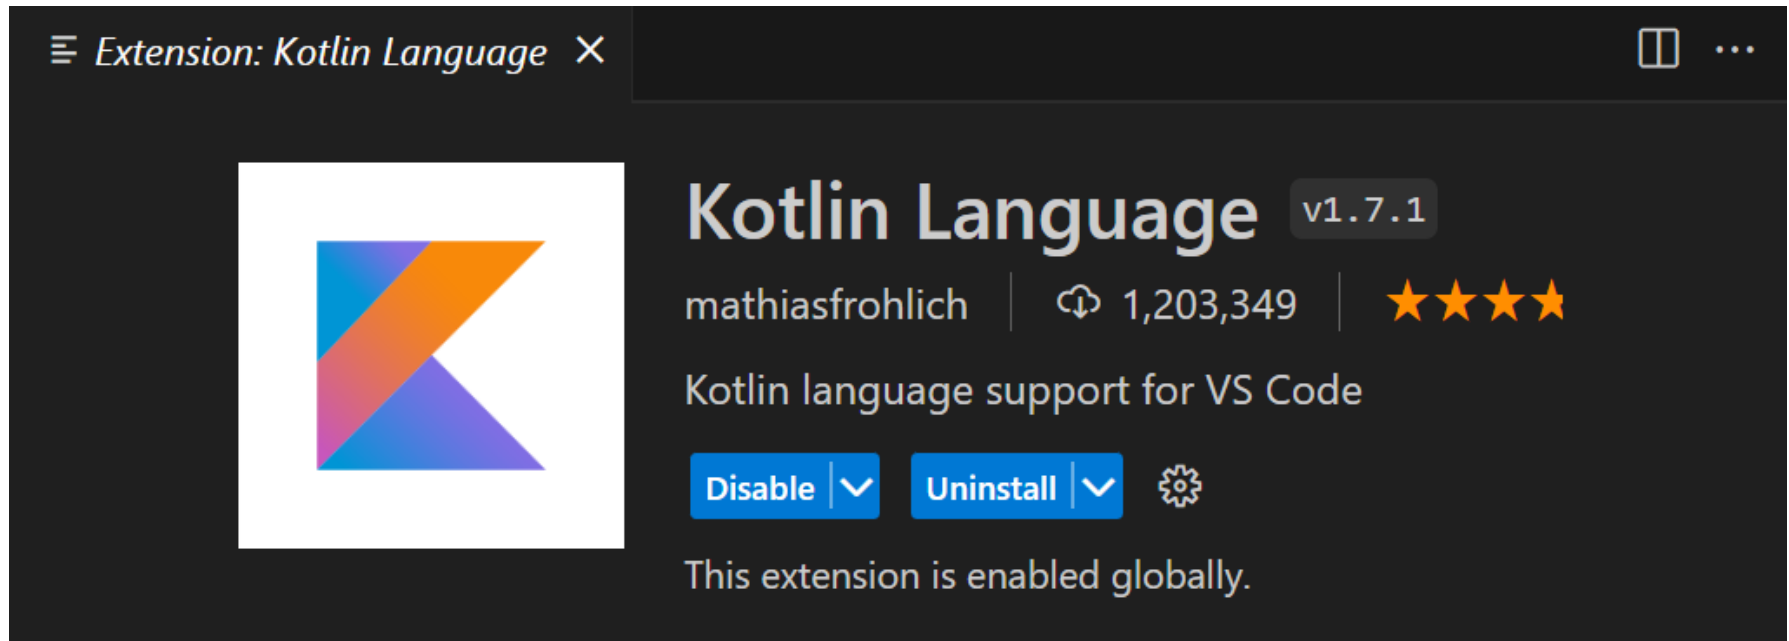 Extension: Kotlin Language
Kotlin Language v1.7.1
mathiasfrohlich 1,203,349
Kotlin language support for VS Code
Disable Uninstall
This extension is enabled globally.